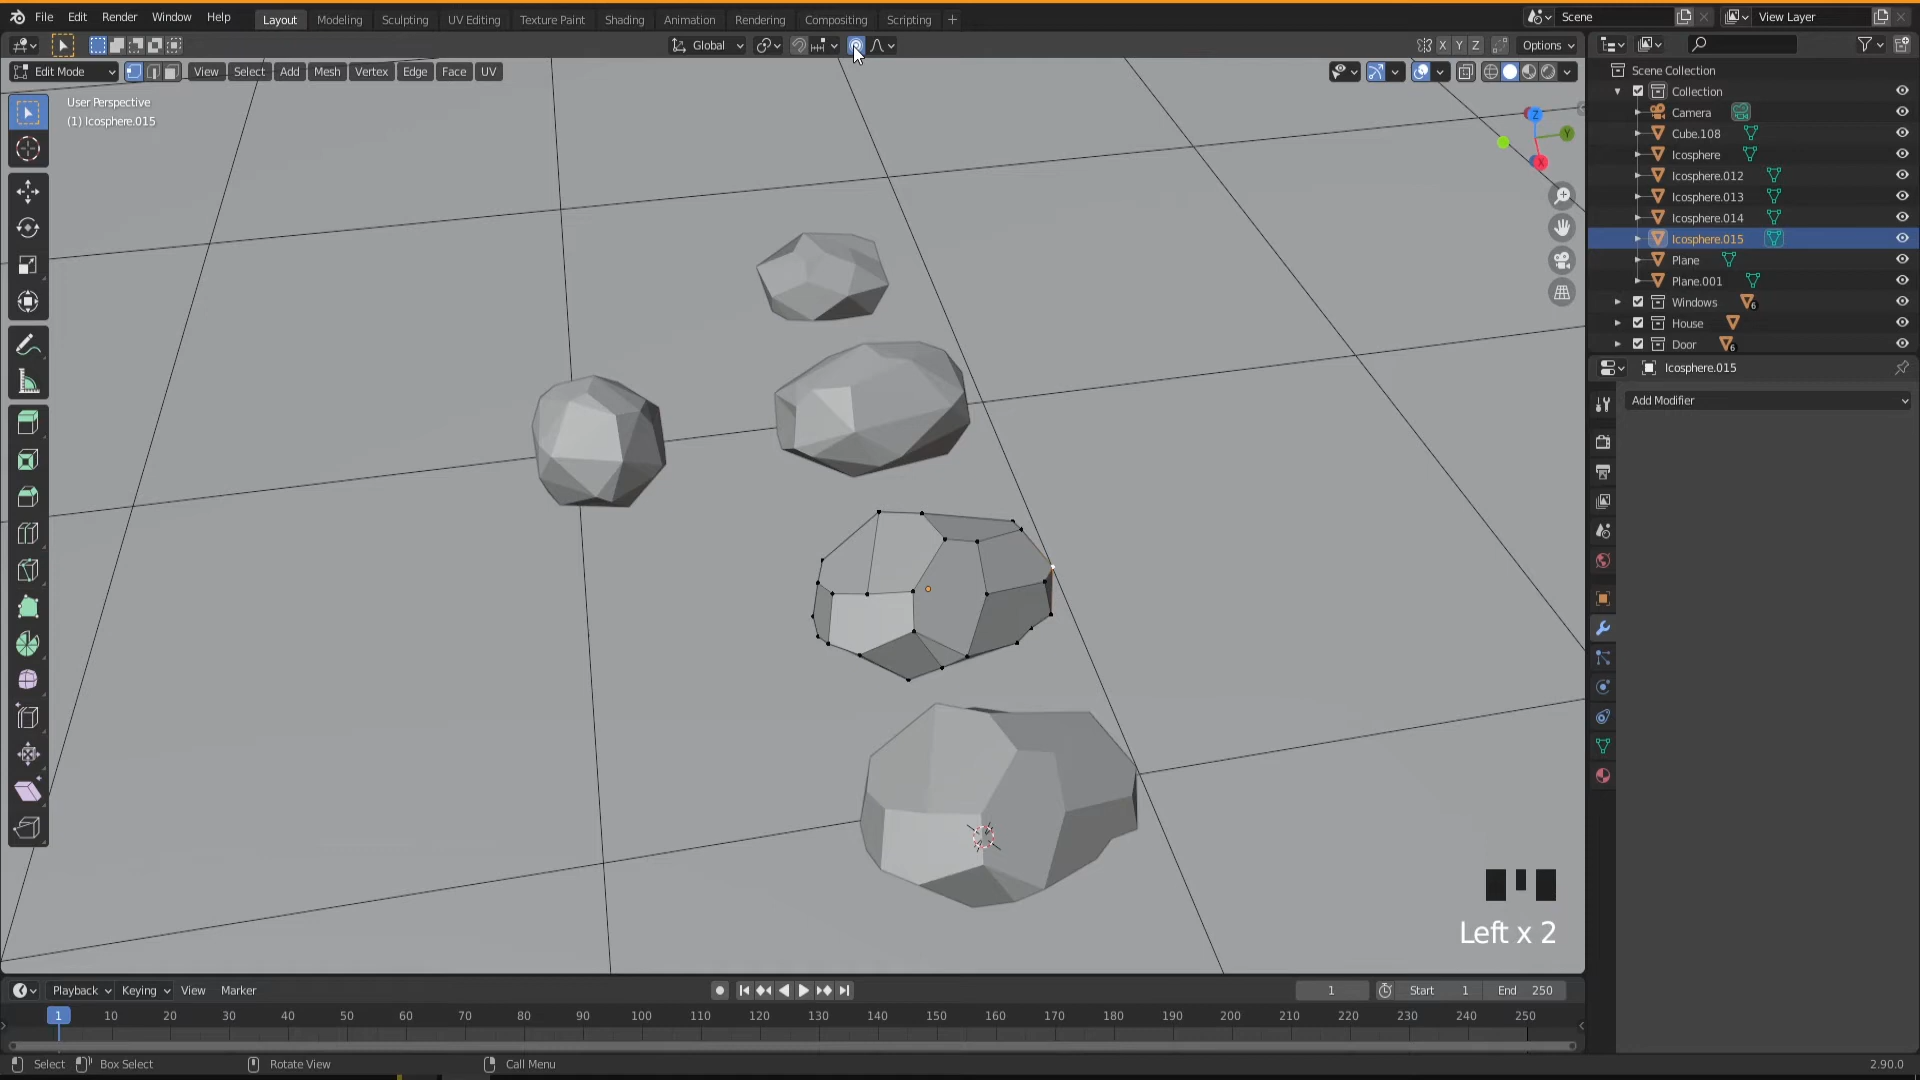 File Edit Render Window Help Layout Modeling Sculpting UV Editing Texture Paint Shading Animation Rendering Compositing Scripting + Scene View Layer
Global X Y Z Options
Edit Mode View Select Add Mesh Vertex Edge Face UV
User Perspective
(1) Icosphere.015
Z
Y
X
Scene Collection
Collection
Camera
Cube.108
Icosphere
Icosphere.012
Icosphere.013
Icosphere.014
Icosphere.015
Plane
Plane.001
Windows 6
House
Door 6
Icosphere.015
Add Modifier
Left x 2
Playback Keying View Marker 1 Start 1 End 250
1 10 20 30 40 50 60 70 80 90 100 110 120 130 140 150 160 170 180 190 200 210 220 230 240 250
Select Box Select Rotate View Call Menu 2.90.0